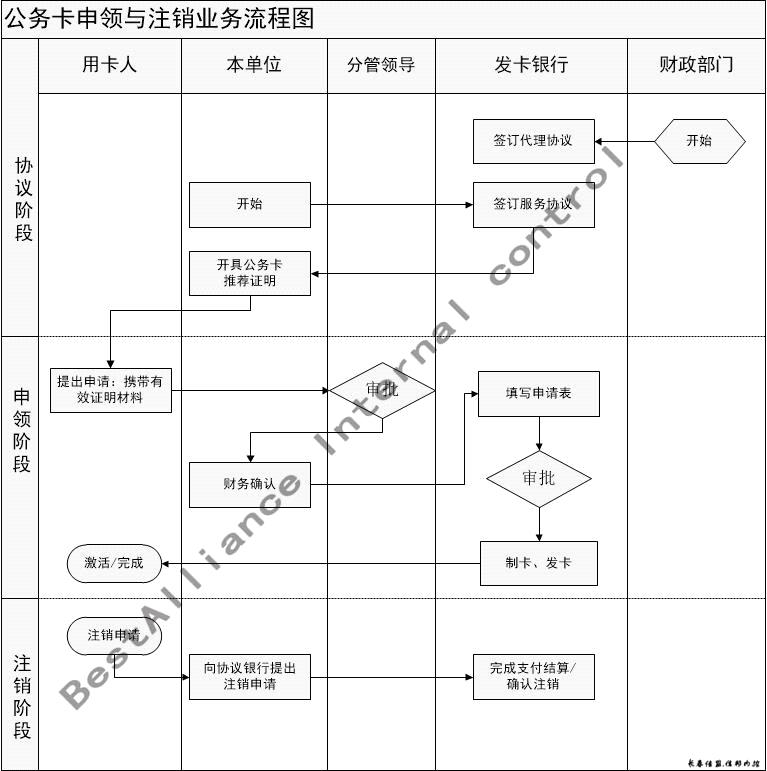 公务卡申领与注销业务流程图
用卡人
本单位
分管领导
发卡银行
财政部门
协议阶段
签订代理协议
开始
开始
签订服务协议
开具公务卡
推荐证明
申领阶段
提出申请：携带有
效证明材料
审批
填写申请表
财务确认
审批
激活/完成
制卡、发卡
注销阶段
注销申请
向协议银行提出
注销申请
完成支付结算/
确认注销
BestAlliance Internal control